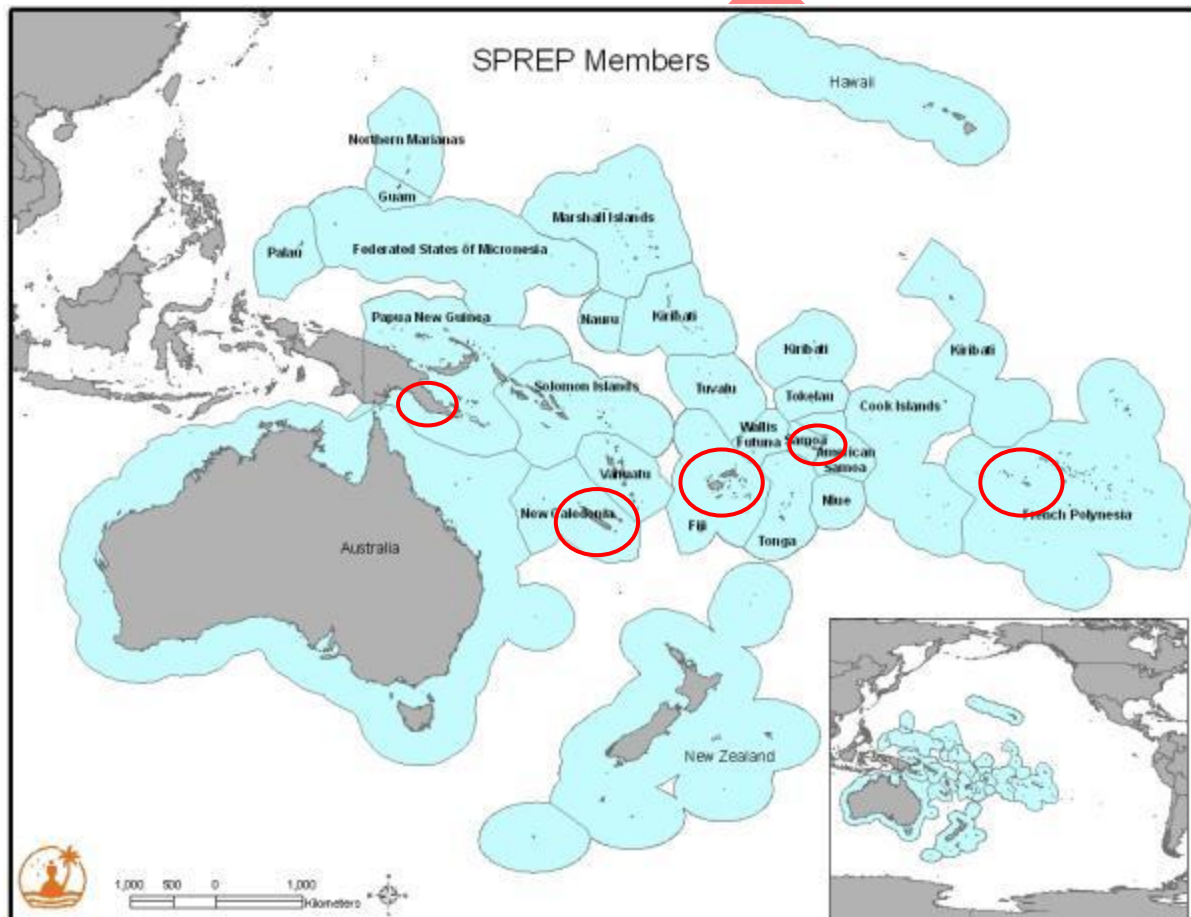 SPREP Members
Hawaii
Northern Marianas
Guam
Marshall Islands
Palau
Federated States of Micronesia
Papua New Guinea
Nauru
Kiribati
Kiribati
Kiribati
Solomon Islands
Tuvalu
Tokelau
Cook Islands
Wallis
Futuna
Samoa
American
Samoa
Vanuatu
New Caledonia
Fiji
Niue
French Polynesia
Tonga
Australia
New Zealand
1,000 500 0 1,000
Kilometers